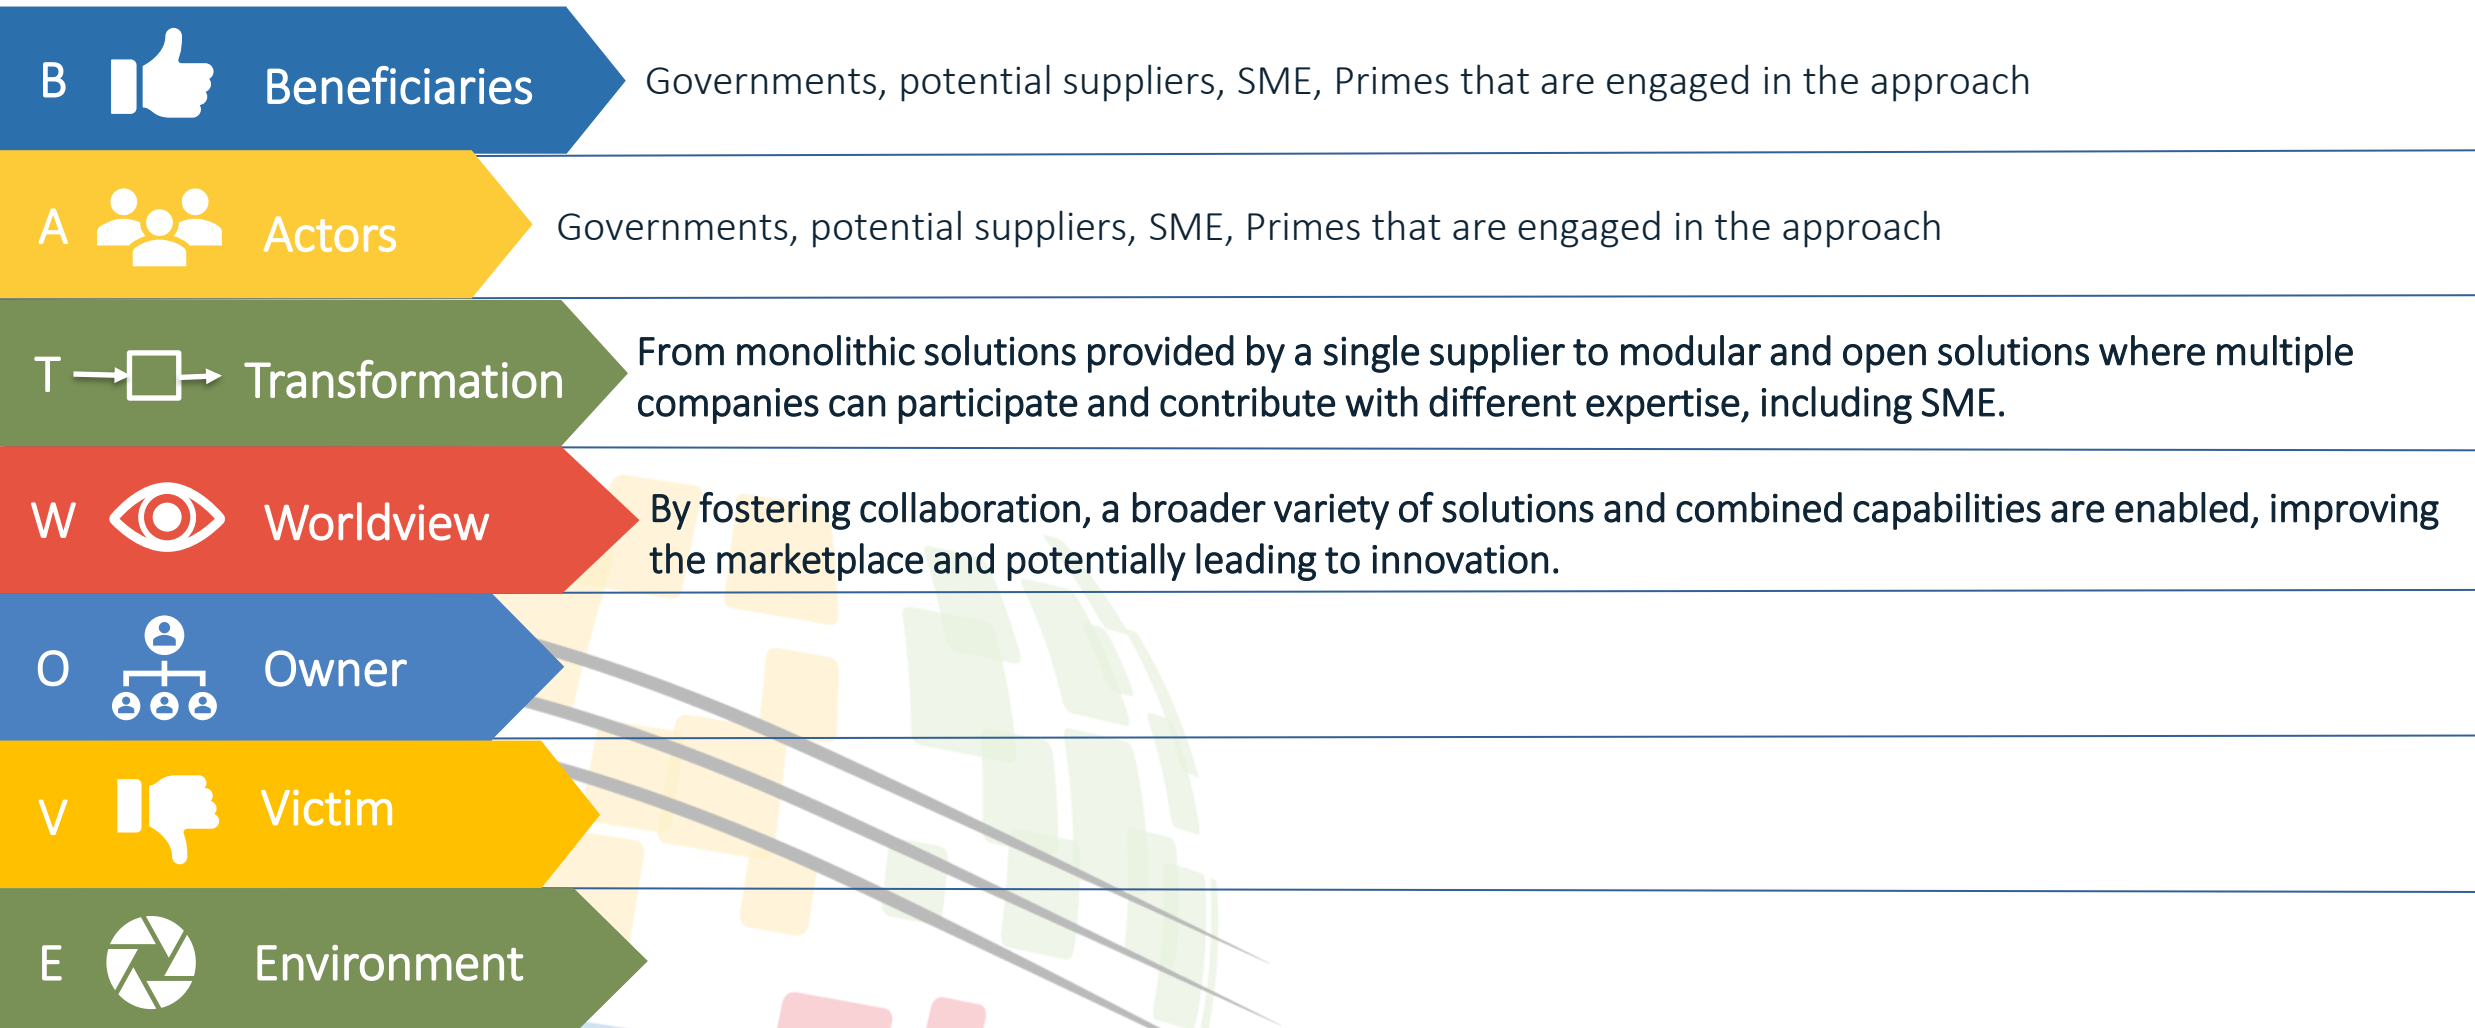 B Beneficiaries Governments, potential suppliers, SME, Primes that are engaged in the approach
A Actors Governments, potential suppliers, SME, Primes that are engaged in the approach
T Transformation From monolithic solutions provided by a single supplier to modular and open solutions where multiple
companies can participate and contribute with different expertise, including SME.
W Worldview By fostering collaboration, a broader variety of solutions and combined capabilities are enabled, improving
the marketplace and potentially leading to innovation.
O Owner
V Victim
E Environment